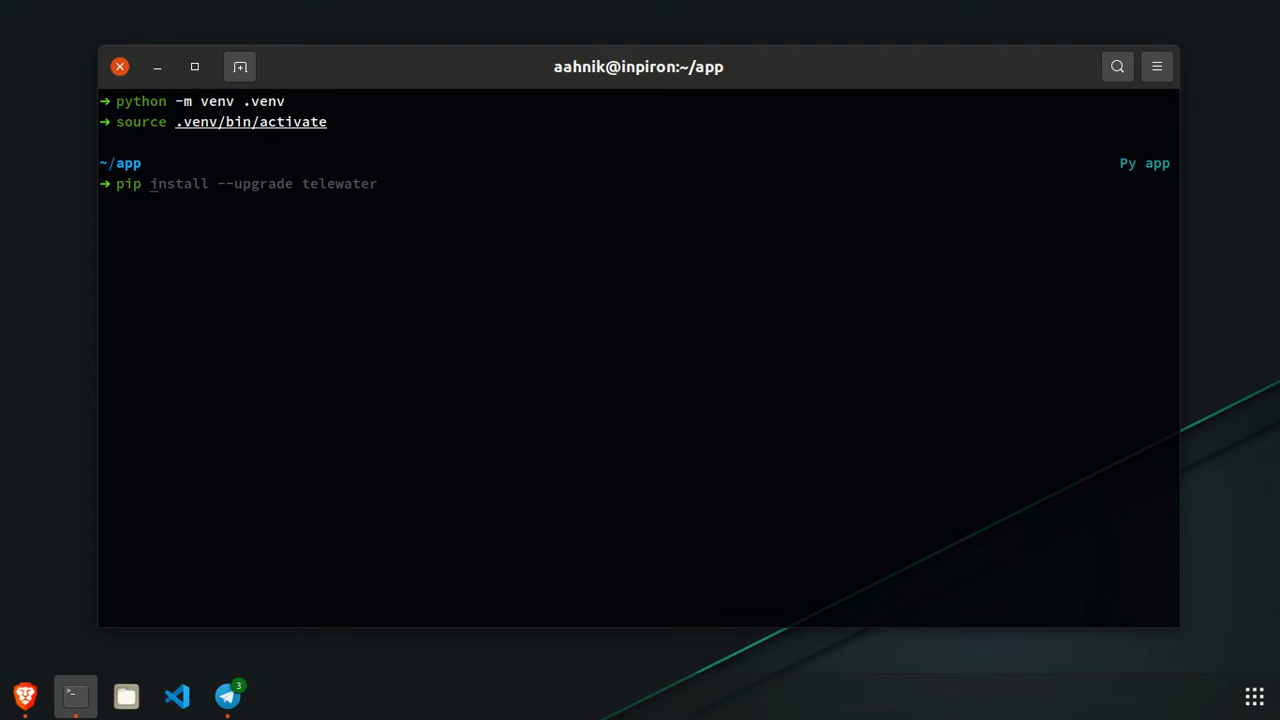 aahnik@inpiron:~/app
➜ python -m venv .venv
➜ source .venv/bin/activate
~/app Py app
➜ pip install --upgrade telewater
3